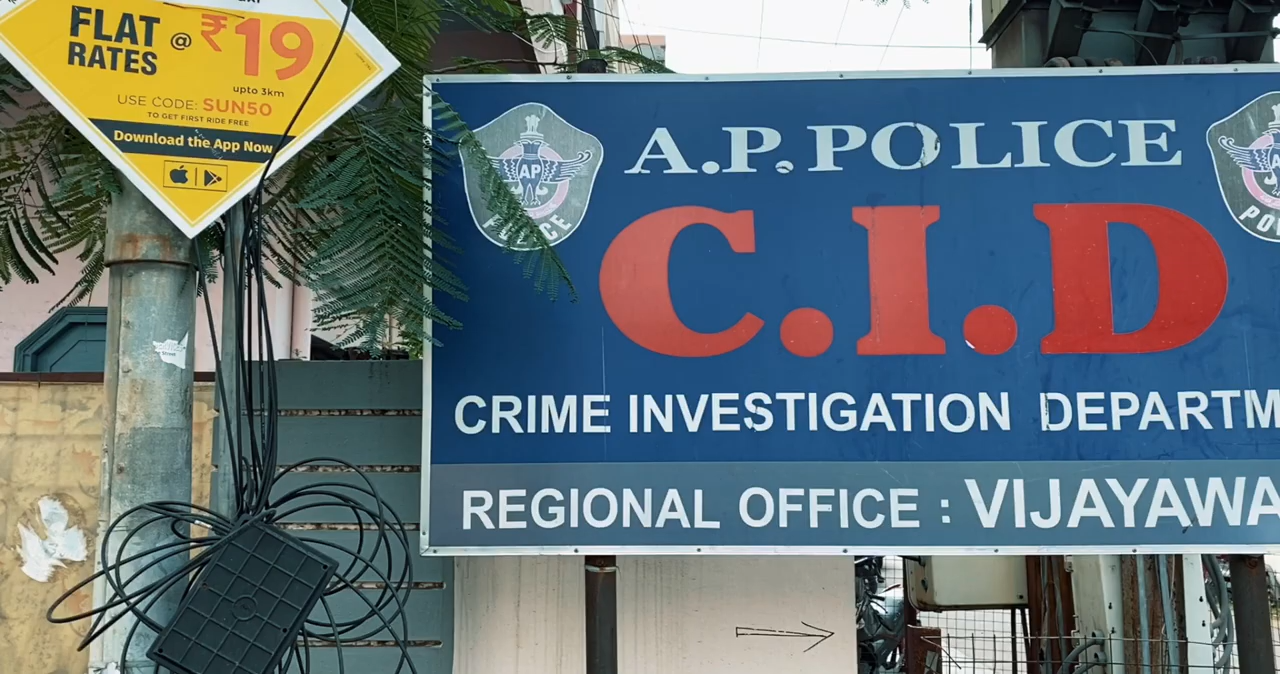 FLAT
RATES @ ₹19
upto 3km
USE CODE: SUN50
TO GET FIRST RIDE FREE
Download the App Now
A.P.POLICE
AP
POLICE
C.I.D
CRIME INVESTIGATION DEPARTM
REGIONAL OFFICE : VIJAYAWA